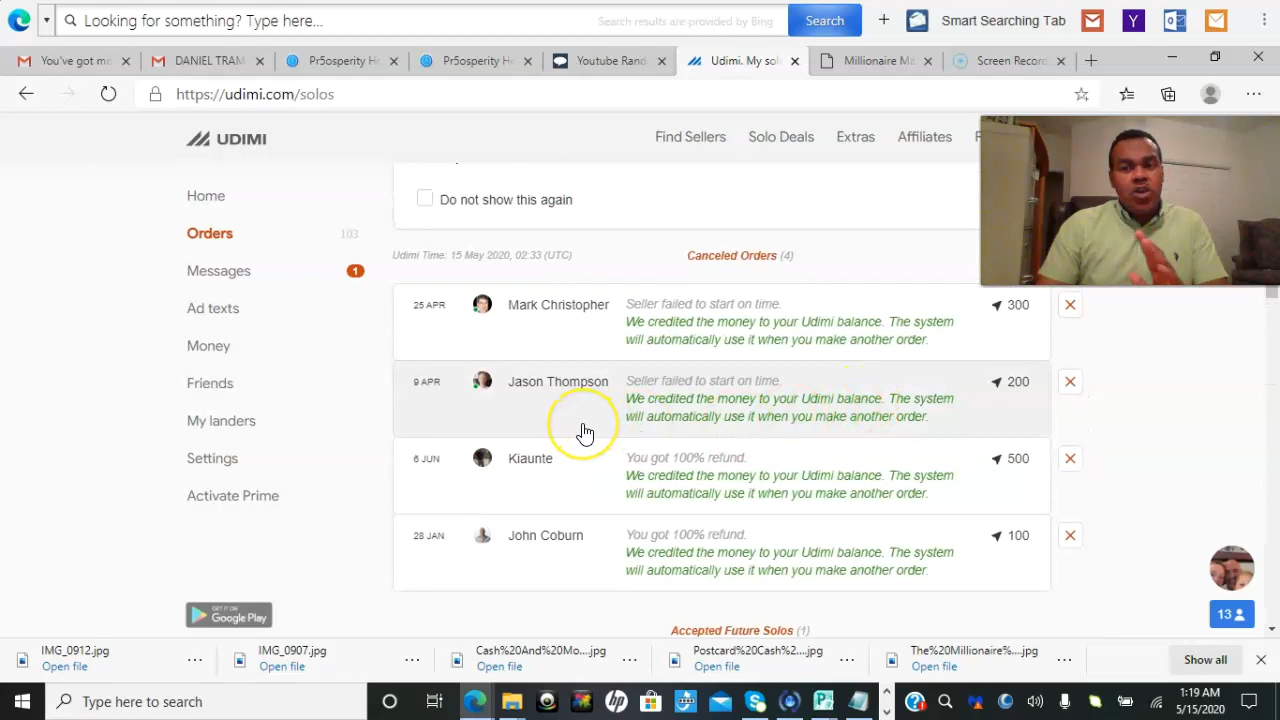 Looking for something? Type here...
Search results are provided by Bing
Search
Smart Searching Tab
You've got mo
DANIEL TRAM
Pr5osperity He
Pr5osperity He
Youtube Rand
Udimi. My solo
Millionaire Ma
Screen Recor
https://udimi.com/solos
UDIMI
Find Sellers
Solo Deals
Extras
Affiliates
Home
Orders 103
Messages 1
Ad texts
Money
Friends
My landers
Settings
Activate Prime
GET IT ON
Google Play
Do not show this again
Udimi Time: 15 May 2020, 02:33 (UTC)
Canceled Orders (4)
25 APR
Mark Christopher
Seller failed to start on time.
We credited the money to your Udimi balance. The system
will automatically use it when you make another order.
300
9 APR
Jason Thompson
Seller failed to start on time.
We credited the money to your Udimi balance. The system
will automatically use it when you make another order.
200
6 JUN
Kiaunte
You got 100% refund.
We credited the money to your Udimi balance. The system
will automatically use it when you make another order.
500
28 JAN
John Coburn
You got 100% refund.
We credited the money to your Udimi balance. The system
will automatically use it when you make another order.
100
Accepted Future Solos (1)
13
IMG_0912.jpg
Open file
IMG_0907.jpg
Open file
Cash%20And%20Mo....jpg
Open file
Postcard%20Cash%2....jpg
Open file
The%20Millionaire%....jpg
Open file
Show all
Type here to search
1:19 AM
5/15/2020